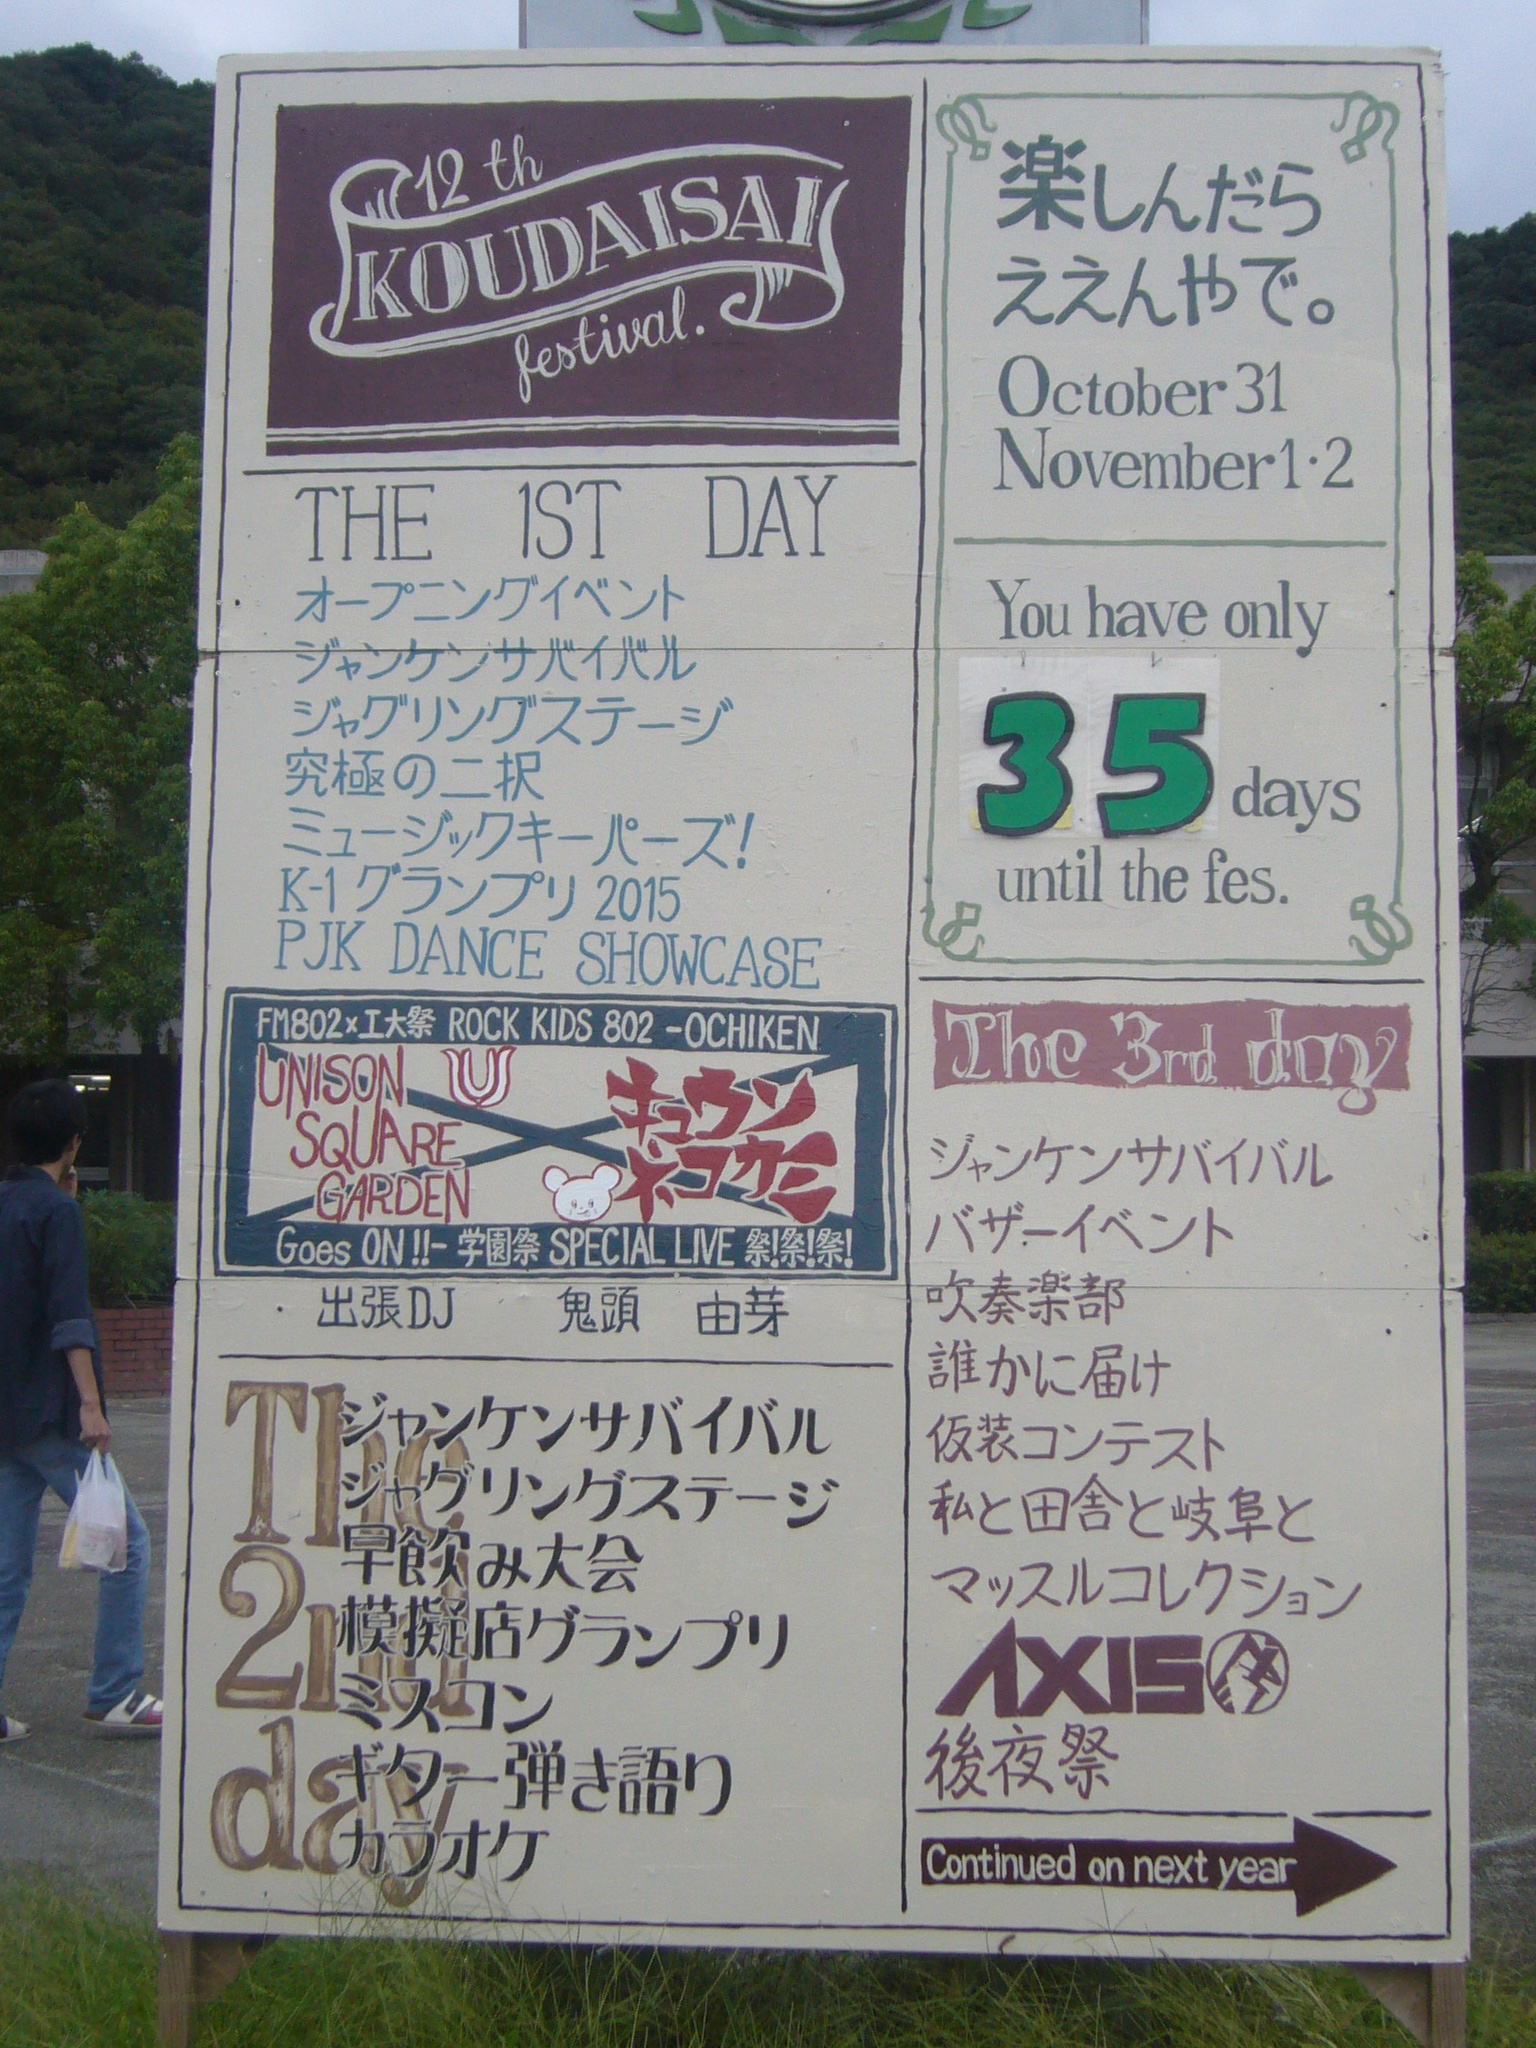 12th
KOUDAISAI
festival.
THE 1ST DAY
オープニングイベント
ジャンケンサバイバル
ジャグリングステージ
究極の二択
ミュージックキーパーズ!
K-1グランプリ2015
PJK DANCE SHOWCASE
FM802×工大祭 ROCK KIDS 802 -OCHIKEN
UNISON
SQUARE
GARDEN
キュウソ
ネコカミ
Goes ON!!- 学園祭 SPECIAL LIVE 祭!祭!祭!
出張DJ 鬼頭 由芽
The
2nd
day
ジャンケンサバイバル
ジャグリングステージ
早飲み大会
模擬店グランプリ
ミスコン
ギター弾き語り
カラオケ
楽しんだら
ええんやで。
October 31
November 1・2
You have only
35 days
until the fes.
The 3rd day
ジャンケンサバイバル
バザーイベント
吹奏楽部
誰かに届け
仮装コンテスト
私と田舎と岐阜と
マッスルコレクション
AXIS
後夜祭
Continued on next year